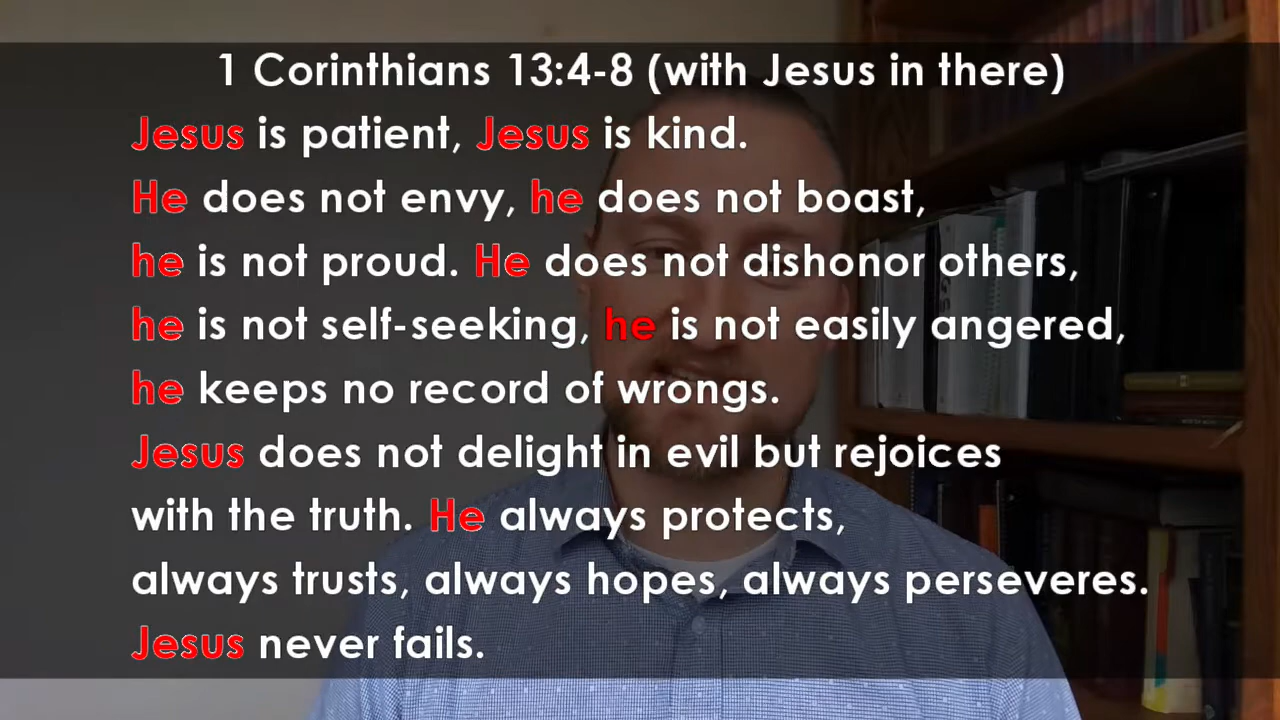 1 Corinthians 13:4-8 (with Jesus in there)
Jesus is patient, Jesus is kind.
He does not envy, he does not boast,
he is not proud. He does not dishonor others,
he is not self-seeking, he is not easily angered,
he keeps no record of wrongs.
Jesus does not delight in evil but rejoices
with the truth. He always protects,
always trusts, always hopes, always perseveres.
Jesus never fails.